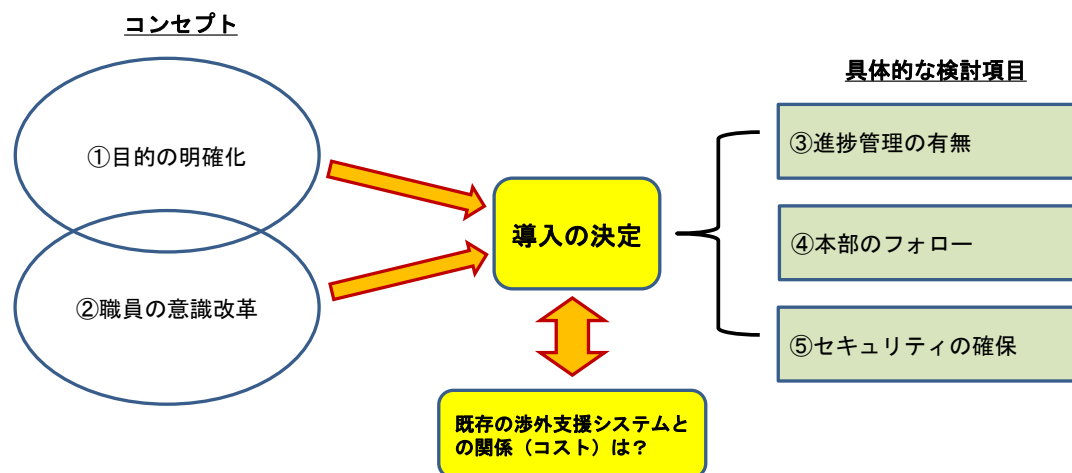 コンセプト
①目的の明確化
②職員の意識改革
導入の決定
既存の渉外支援システムと
の関係（コスト）は？
具体的な検討項目
③進捗管理の有無
④本部のフォロー
⑤セキュリティの確保